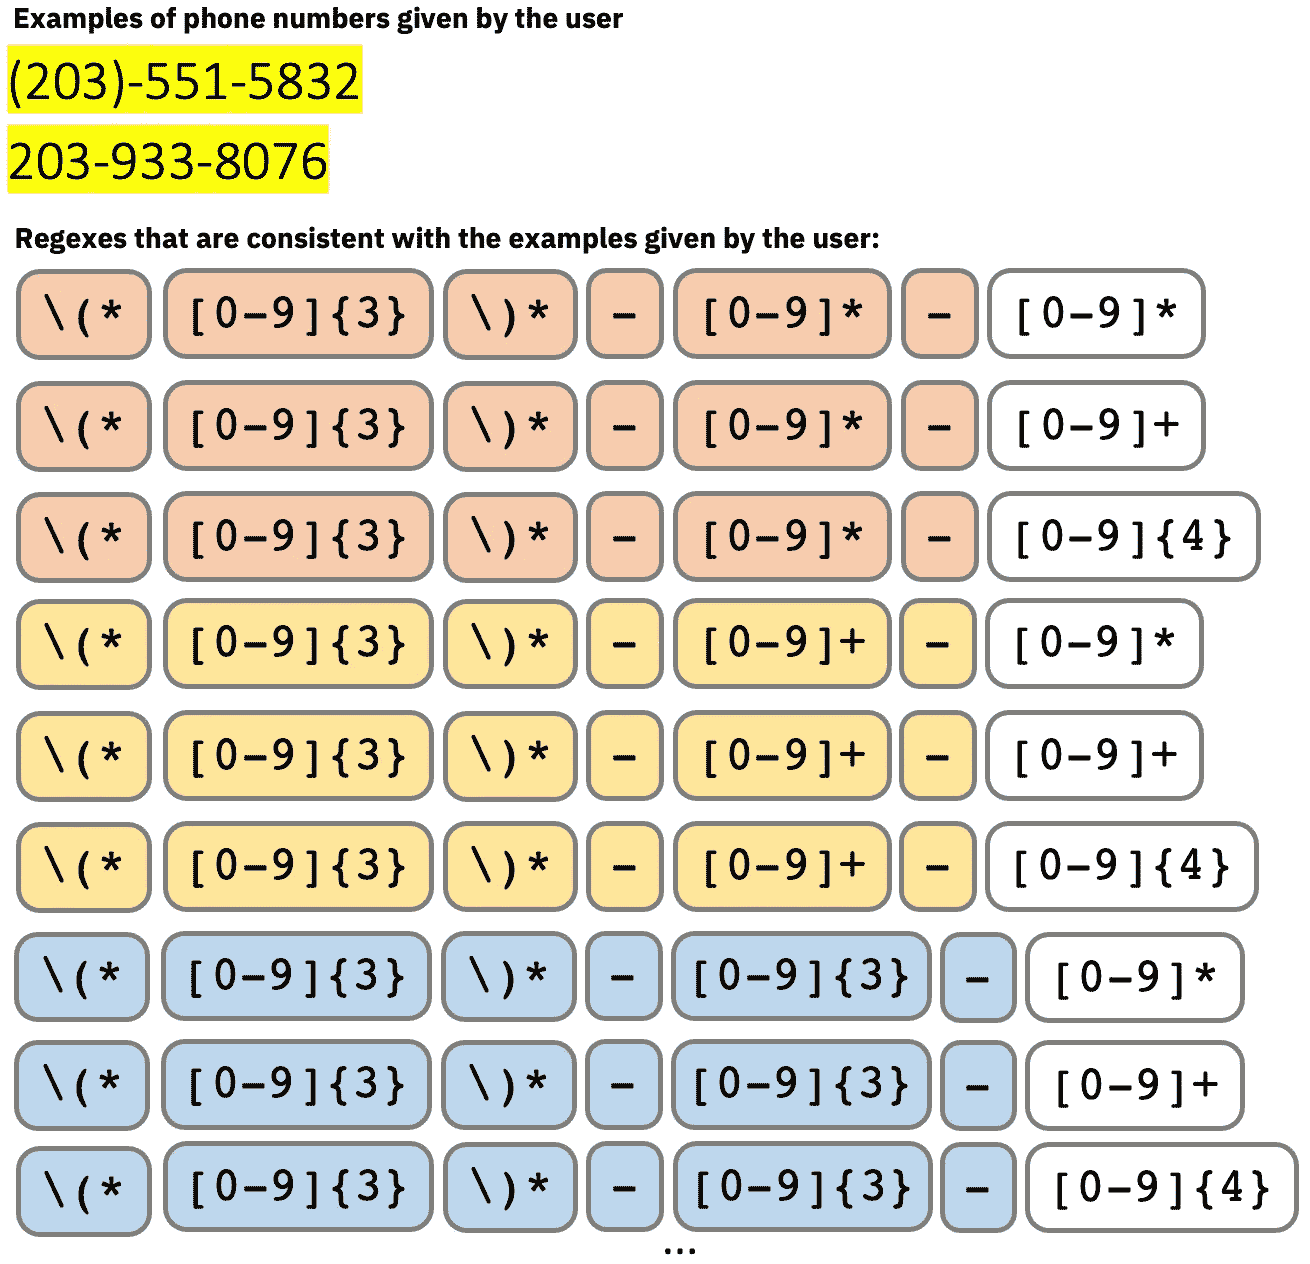 Examples of phone numbers given by the user
(203)-551-5832
203-933-8076
Regexes that are consistent with the examples given by the user:
\(* [0-9]{3} \)* - [0-9]* - [0-9]*
\(* [0-9]{3} \)* - [0-9]* - [0-9]+
\(* [0-9]{3} \)* - [0-9]* - [0-9]{4}
\(* [0-9]{3} \)* - [0-9]+ - [0-9]*
\(* [0-9]{3} \)* - [0-9]+ - [0-9]+
\(* [0-9]{3} \)* - [0-9]+ - [0-9]{4}
\(* [0-9]{3} \)* - [0-9]{3} - [0-9]*
\(* [0-9]{3} \)* - [0-9]{3} - [0-9]+
\(* [0-9]{3} \)* - [0-9]{3} - [0-9]{4}
...